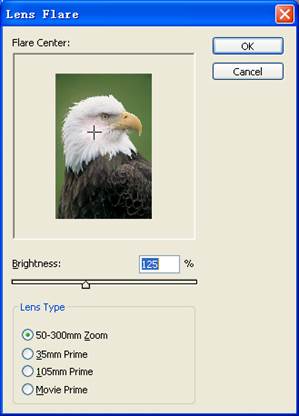 Lens Flare
Flare Center:
OK
Cancel
Brightness:
125 %
Lens Type
50-300mm Zoom
35mm Prime
105mm Prime
Movie Prime